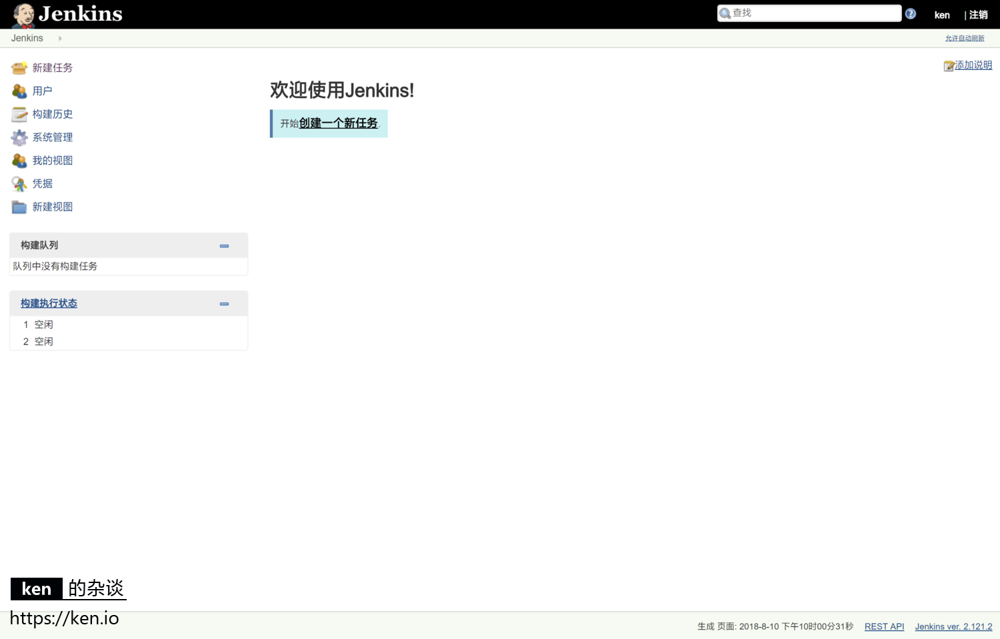 Jenkins
查找
ken
|注销
Jenkins
允许自动刷新
新建任务
用户
构建历史
系统管理
我的视图
凭据
新建视图
添加说明
欢迎使用Jenkins!
开始创建一个新任务.
构建队列
队列中没有构建任务
构建执行状态
1 空闲
2 空闲
ken 的杂谈
https://ken.io
生成 页面: 2018-8-10 下午10时00分31秒 REST API Jenkins ver. 2.121.2